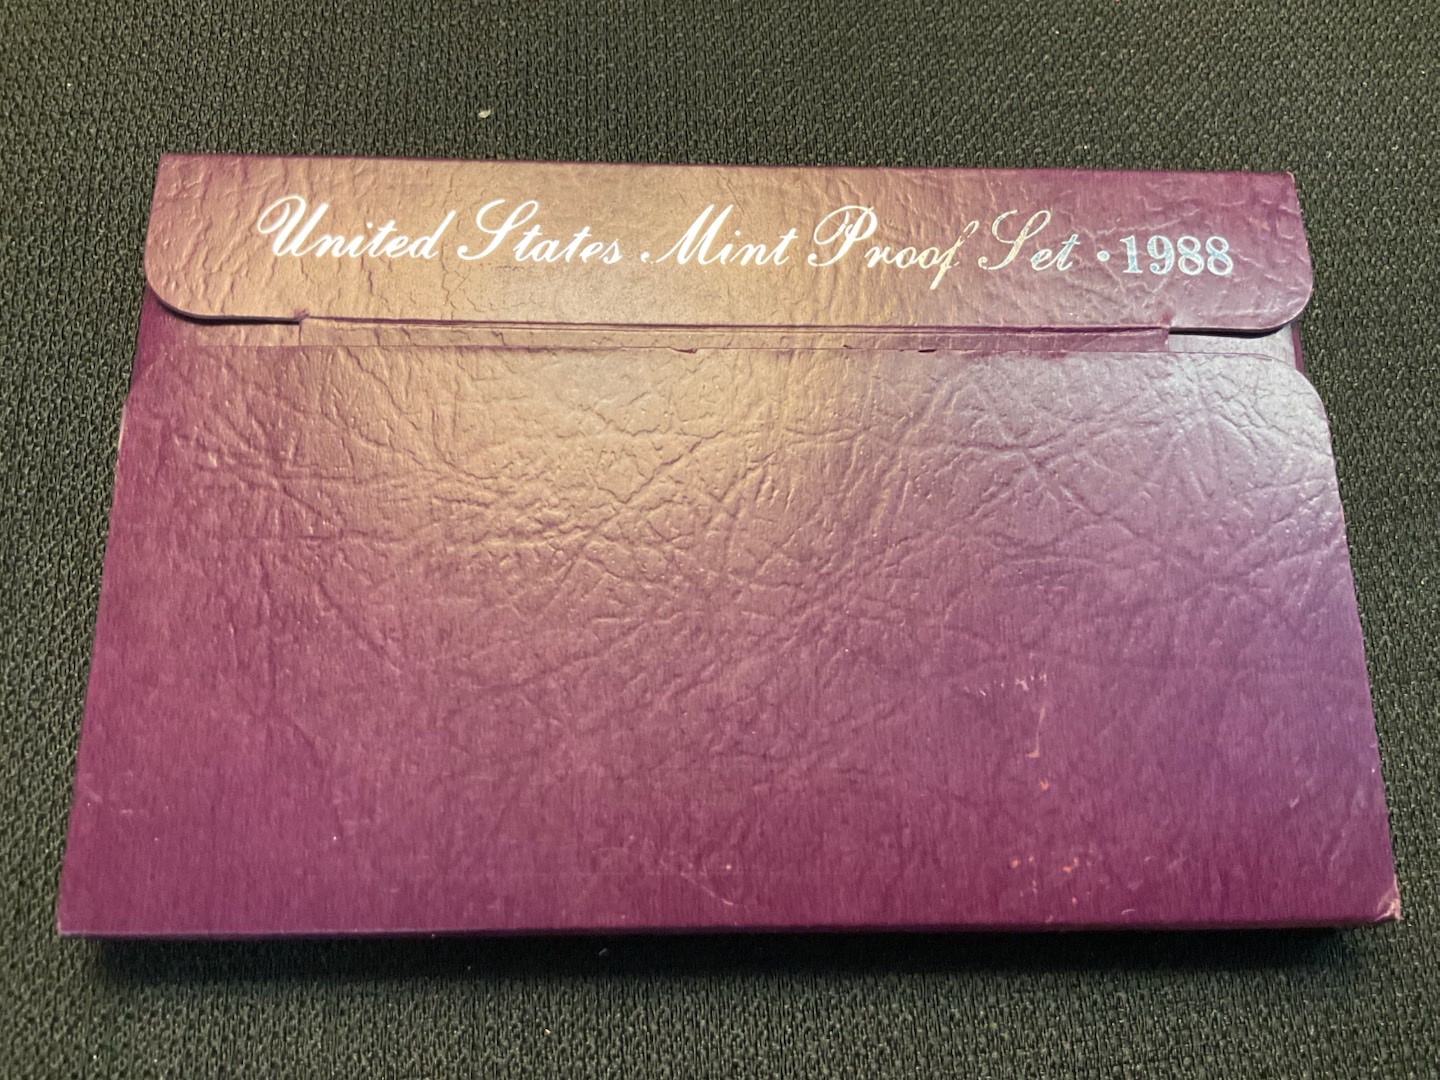 United States Mint Proof Set • 1988